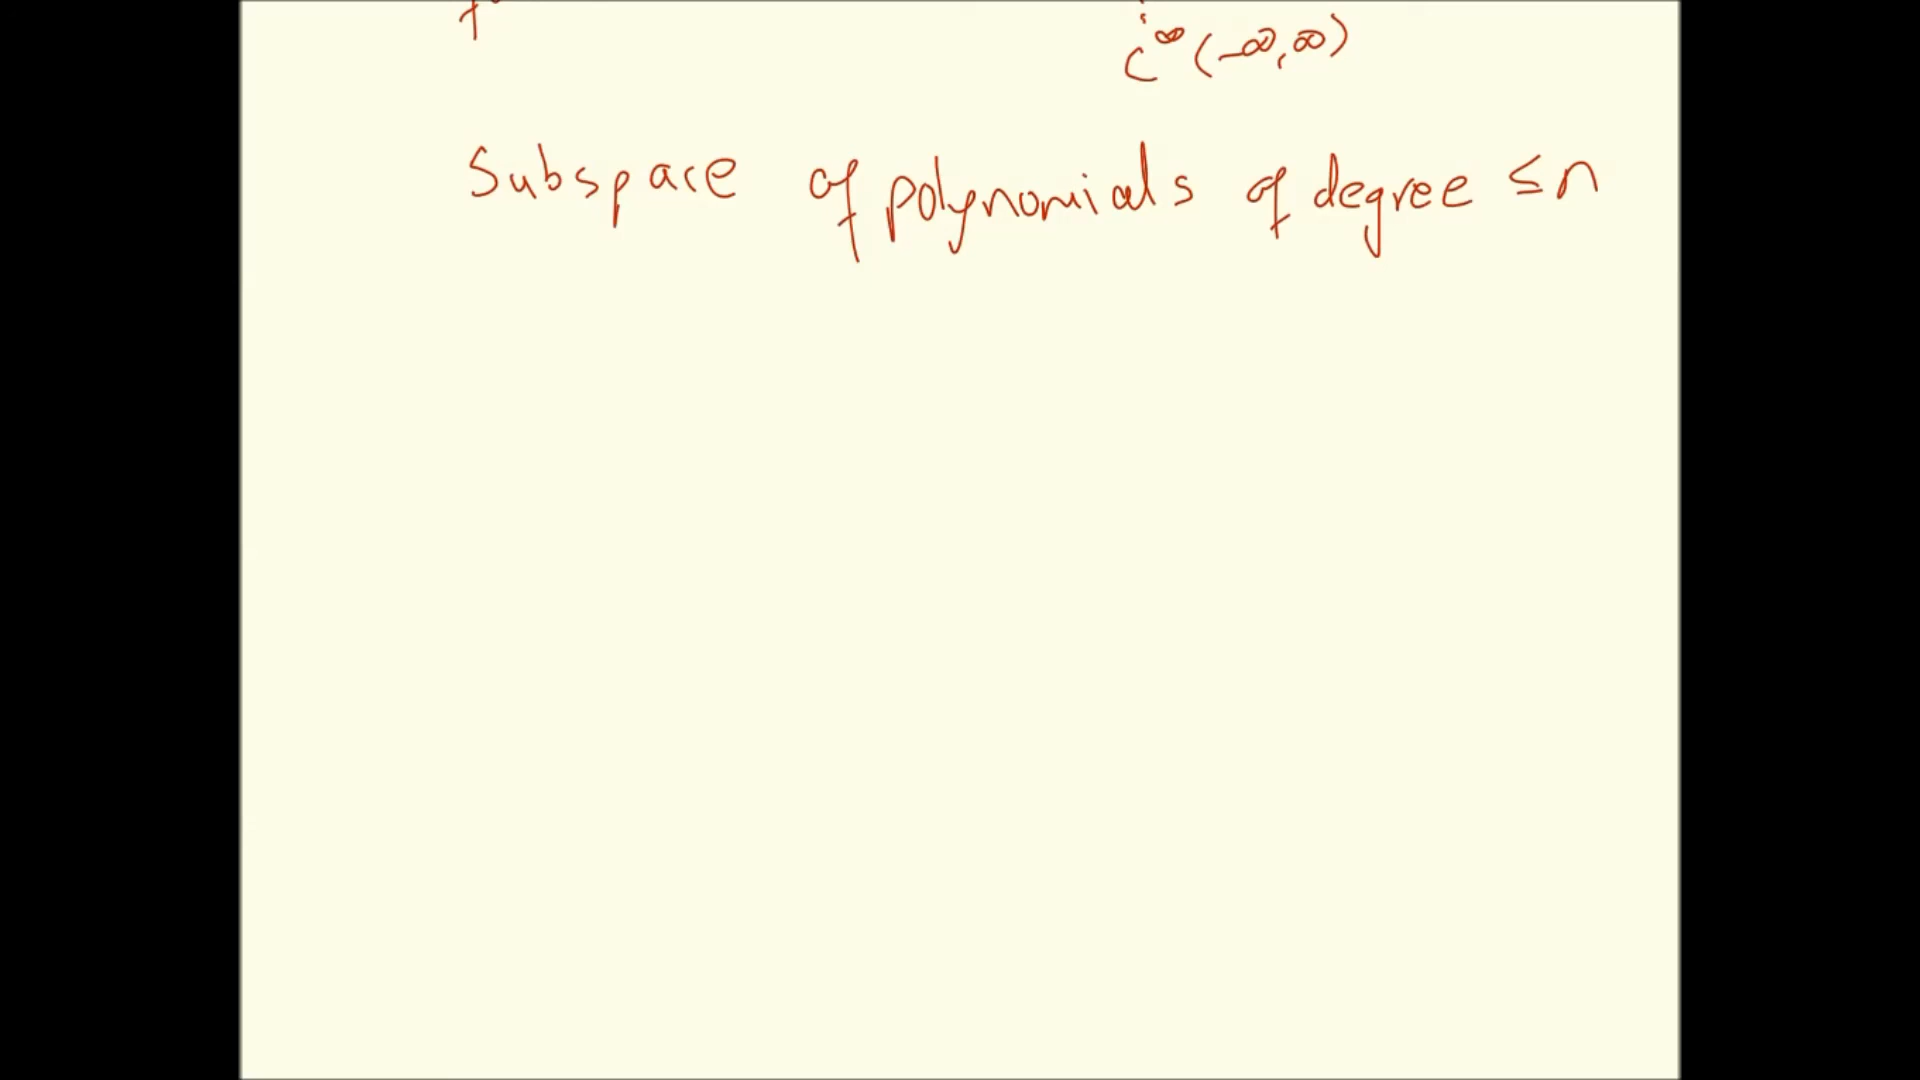 C^∞(-∞,∞)
Subspace of polynomials of degree ≤n